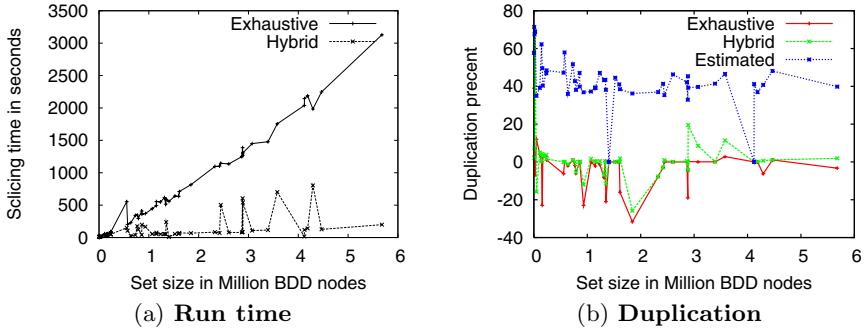 Sclicing time in seconds
3500
3000
2500
2000
1500
1000
500
0
0 1 2 3 4 5 6
Exhaustive
Hybrid
Set size in Million BDD nodes
(a) Run time
Duplication precent
80
60
40
20
0
-20
-40
0 1 2 3 4 5 6
Exhaustive
Hybrid
Estimated
Set size in Million BDD nodes
(b) Duplication